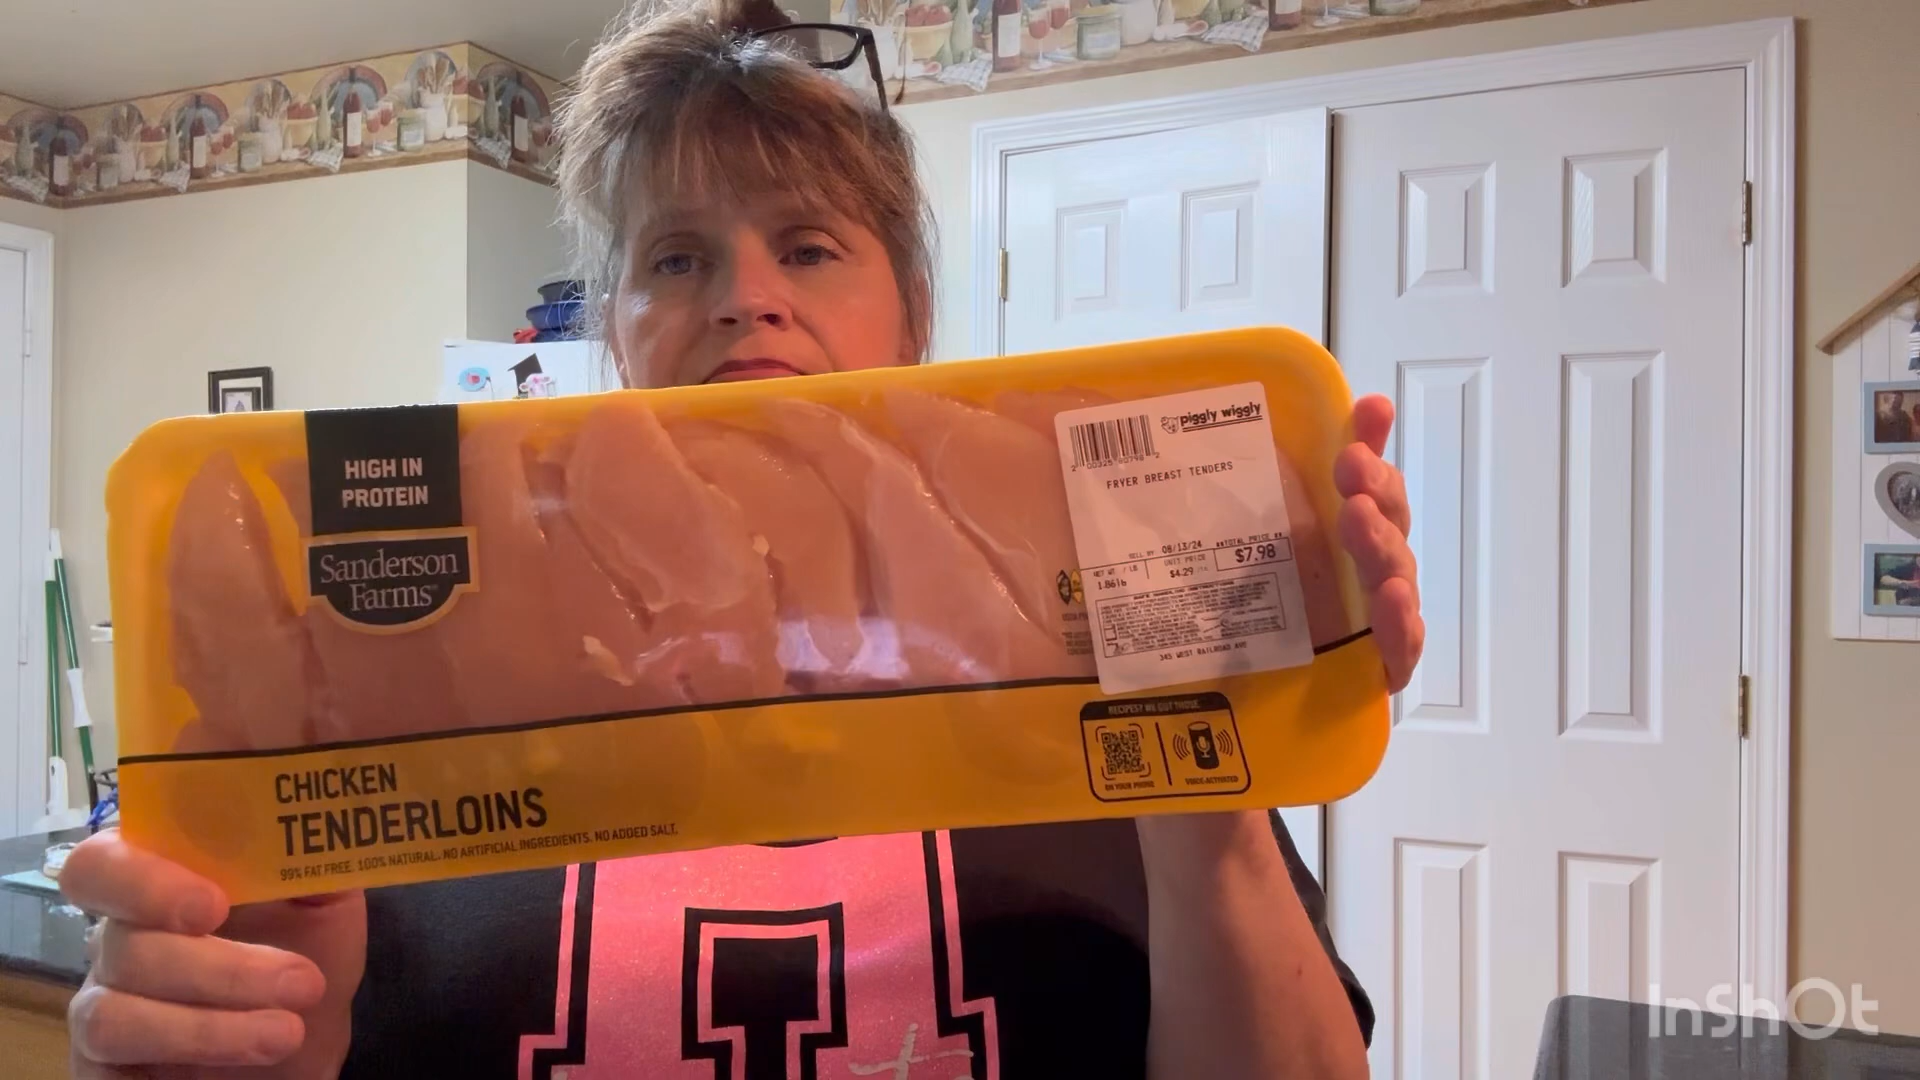 HIGH IN
PROTEIN
Sanderson
Farms
piggly wiggly
FRYER BREAST TENDERS
SELL BY 08/13/24
**TOTAL PRICE **
NET WT / LB
UNIT PRICE
$7.98
1.86lb
$4.29
345 WEST RAILROAD AVE
RECIPES? WE GOT THOSE.
ON YOUR PHONE
VOICE-ACTIVATED
CHICKEN
TENDERLOINS
99% FAT FREE. 100% NATURAL. NO ARTIFICIAL INGREDIENTS. NO ADDED SALT.
InShOt